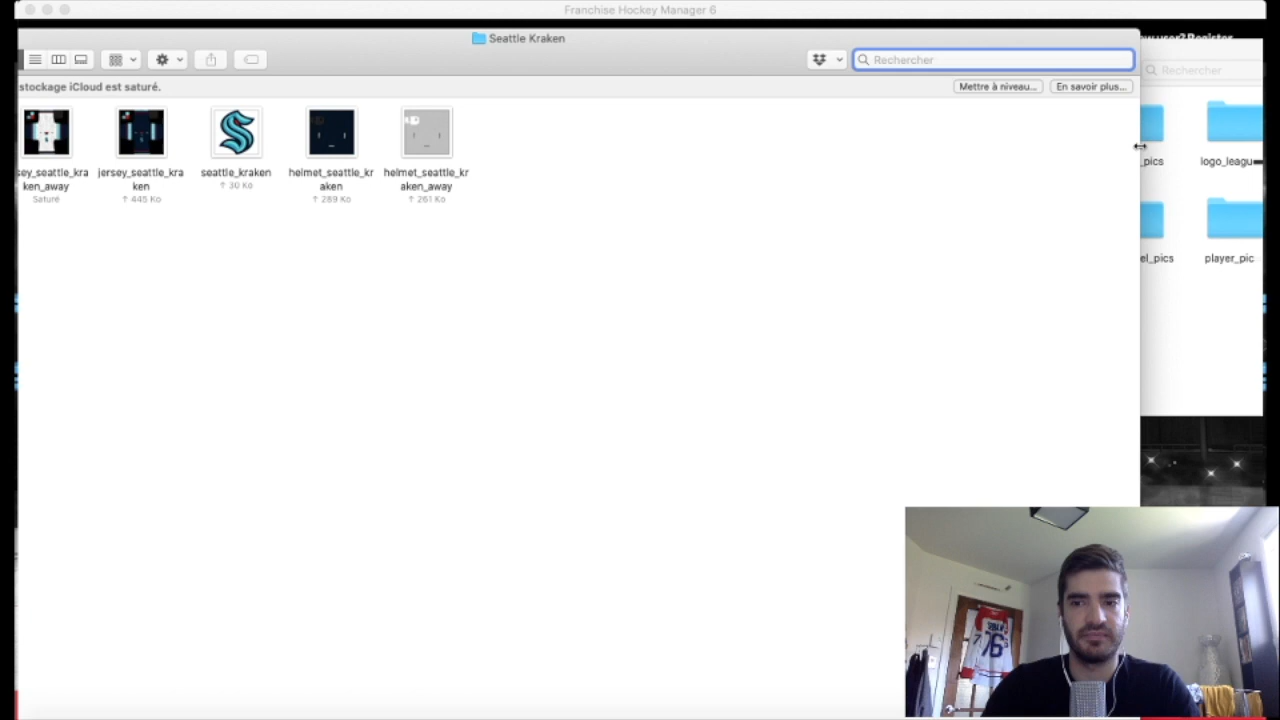 Franchise Hockey Manager 6
Seattle Kraken
Rechercher
Rechercher
stockage iCloud est saturé.
Mettre à niveau...
En savoir plus...
sey_seattle_kra
ken_away
Saturé
jersey_seattle_kra
ken
↑ 445 Ko
seattle_kraken
↑ 30 Ko
helmet_seattle_kr
aken
↑ 289 Ko
helmet_seattle_kr
aken_away
↑ 261 Ko
_pics
logo_leagu
el_pics
player_pic
76